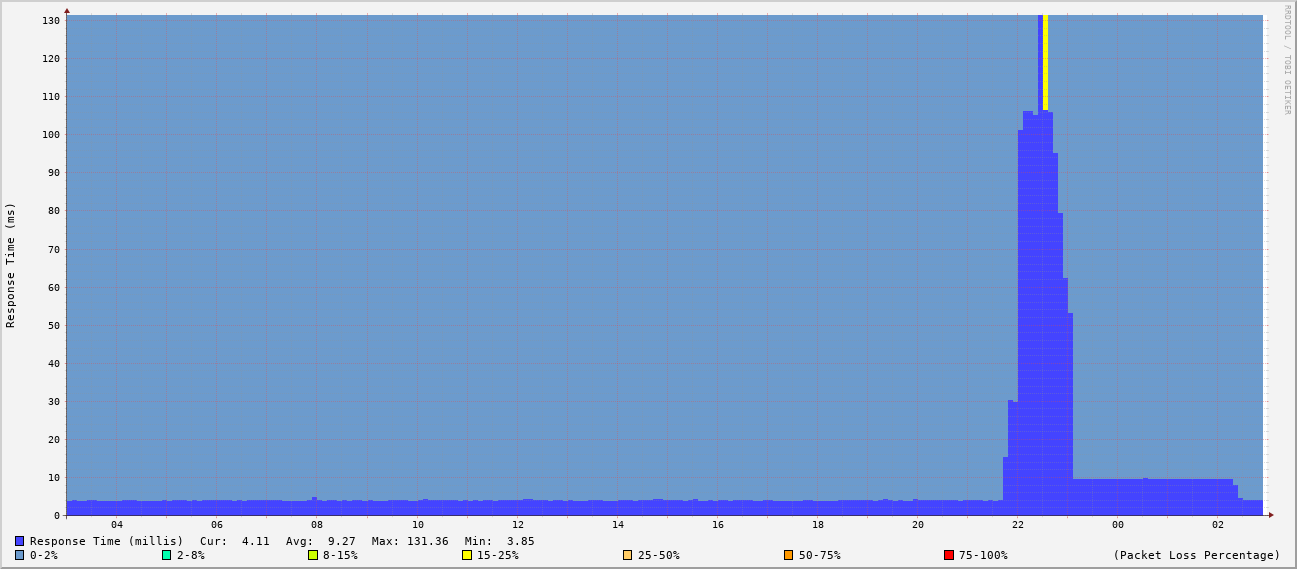 RRDTOOL / TOBI OETIKER
Response Time (ms)
130
120
110
100
90
80
70
60
50
40
30
20
10
0
04 06 08 10 12 14 16 18 20 22 00 02
Response Time (millis) Cur: 4.11 Avg: 9.27 Max: 131.36 Min: 3.85
0-2% 2-8% 8-15% 15-25% 25-50% 50-75% 75-100% (Packet Loss Percentage)